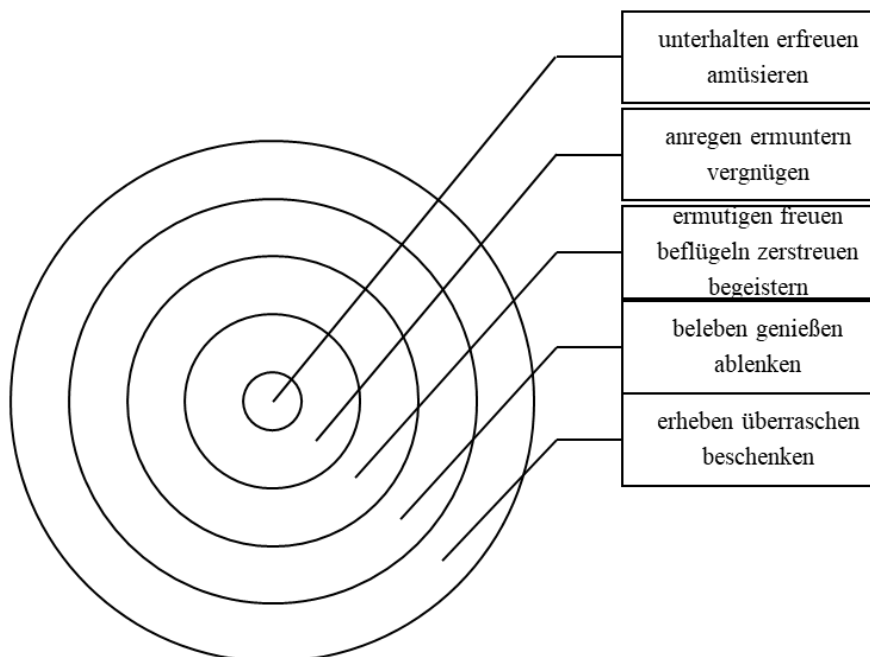 unterhalten erfreuen
amüsieren
anregen ermuntern
vergnügen
ermutigen freuen
beflügeln zerstreuen
begeistern
beleben genießen
ablenken
erheben überraschen
beschenken